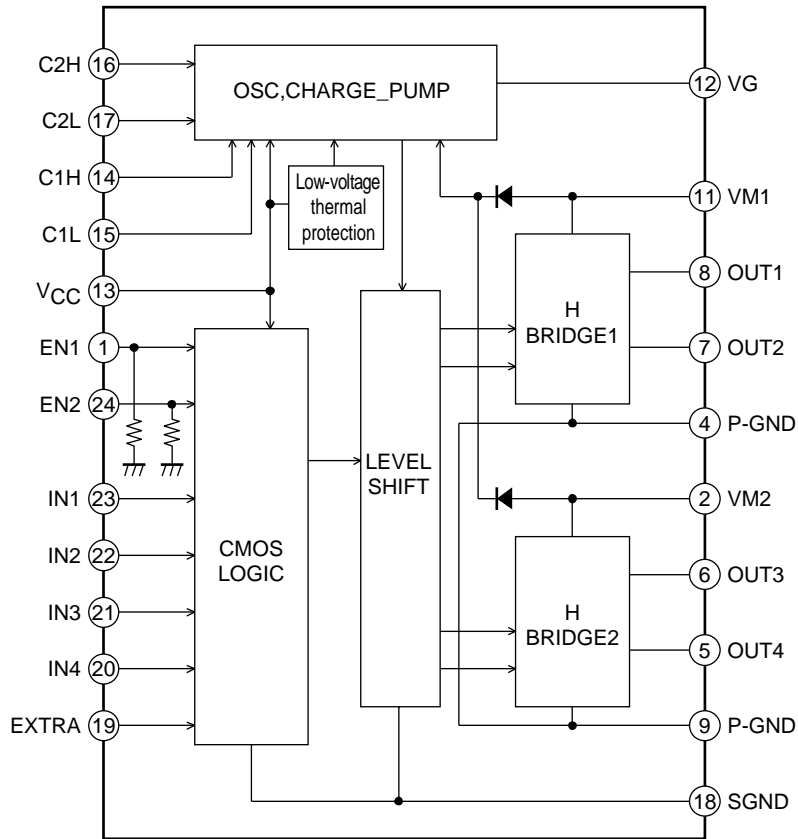 C2H 16
C2L 17
C1H 14
C1L 15
VCC 13
EN1 1
EN2 24
IN1 23
IN2 22
IN3 21
IN4 20
EXTRA 19
OSC,CHARGE_PUMP
Low-voltage
thermal
protection
CMOS
LOGIC
LEVEL
SHIFT
H
BRIDGE1
H
BRIDGE2
12 VG
11 VM1
8 OUT1
7 OUT2
4 P-GND
2 VM2
6 OUT3
5 OUT4
9 P-GND
18 SGND